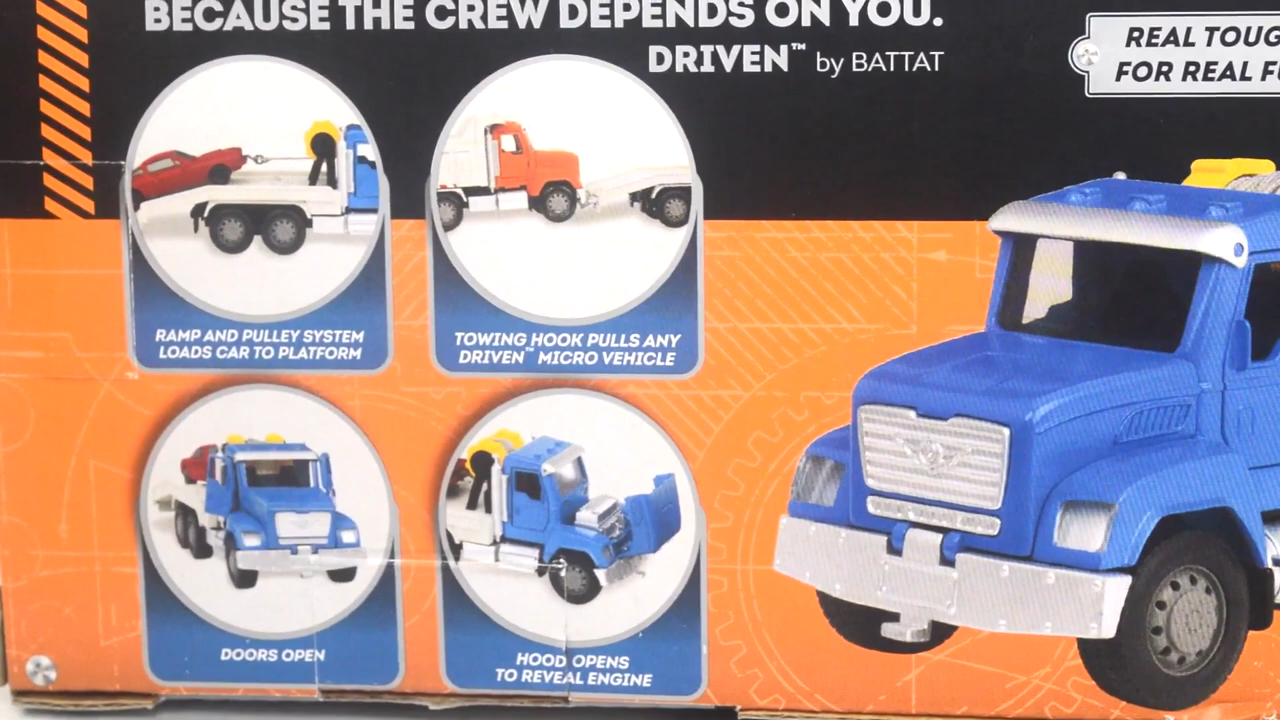 BECAUSE THE CREW DEPENDS ON YOU.
DRIVEN™ by BATTAT
REAL TOUG
FOR REAL F
RAMP AND PULLEY SYSTEM
LOADS CAR TO PLATFORM
TOWING HOOK PULLS ANY
DRIVEN™ MICRO VEHICLE
DOORS OPEN
HOOD OPENS
TO REVEAL ENGINE